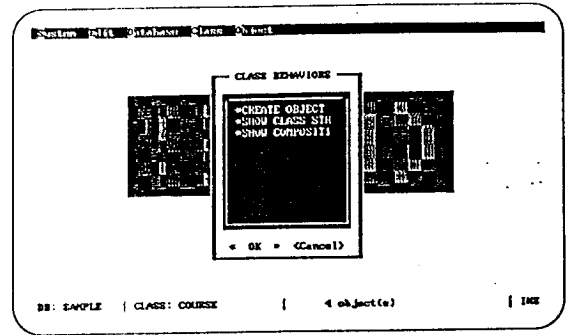 System Edit Database Class Object
CLASS BEHAVIORS
*CREATE OBJECT
*SHOW CLASS STR
*SHOW COMPOSITI
< OK > <Cancel>
DB: SAMPLE | CLASS: COURSE | 4 object(s) | INS